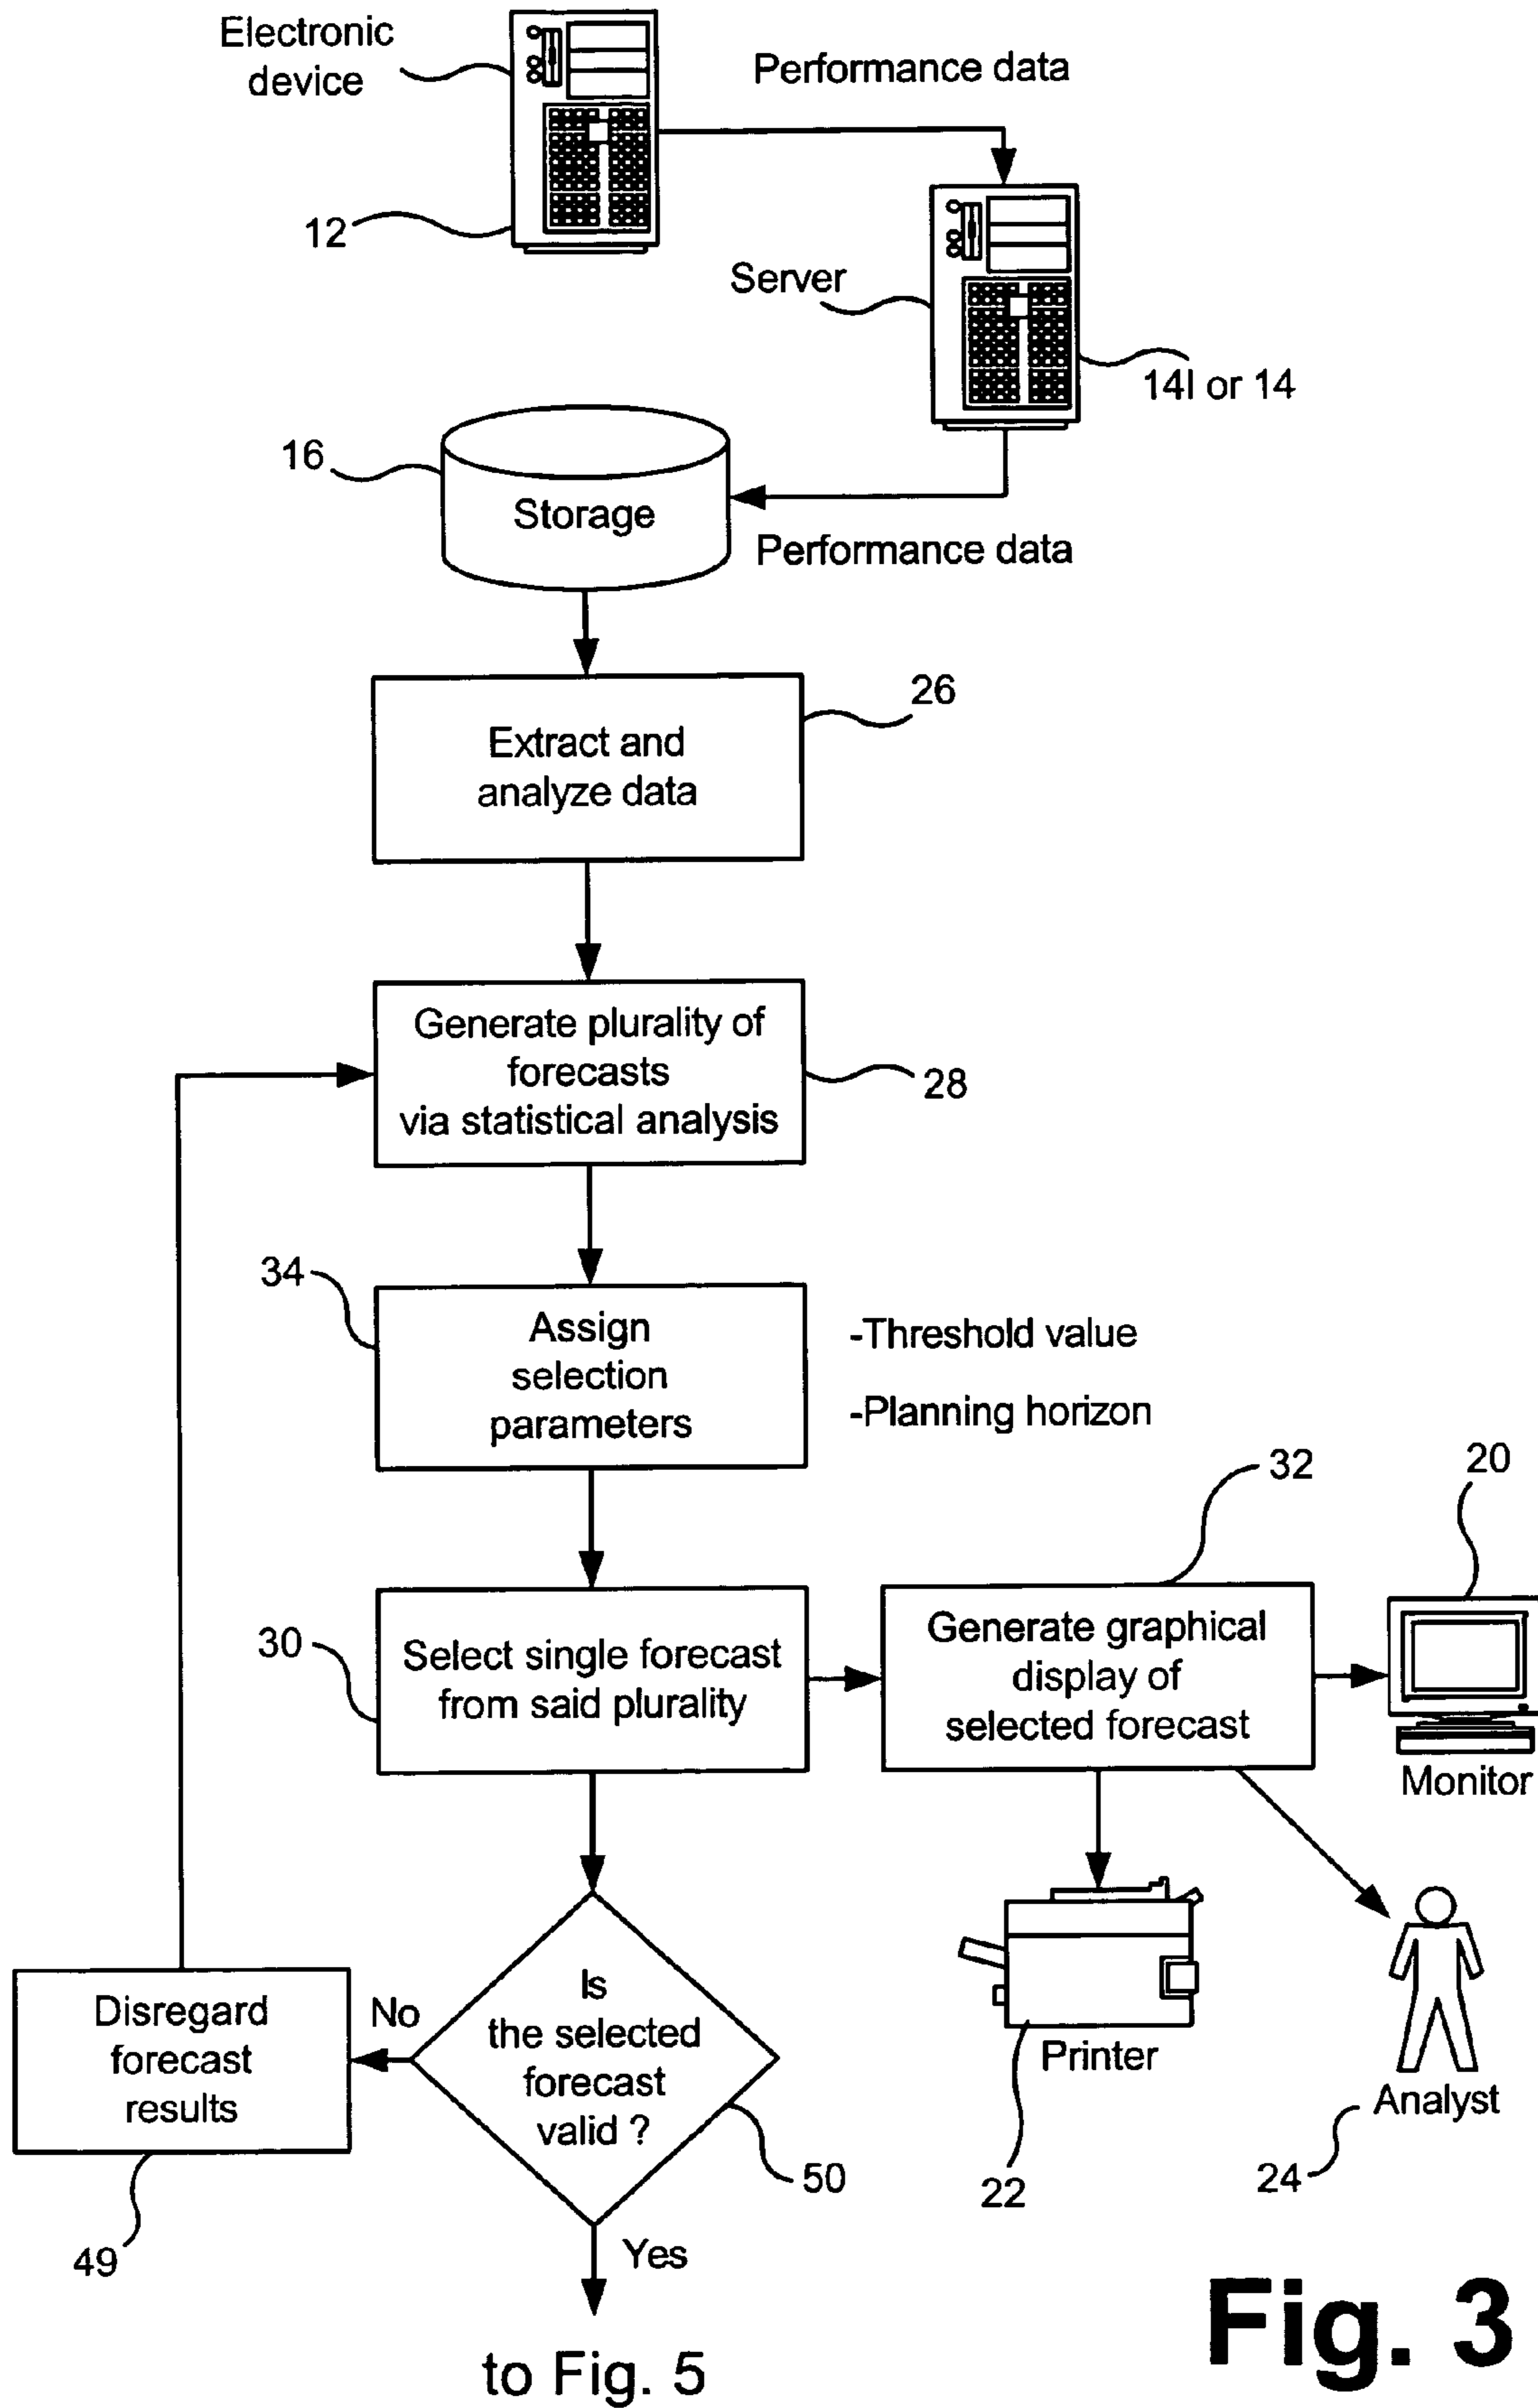 Electronic
device
Performance data
12
Server
14I or 14
16
Storage
Performance data
26
Extract and
analyze data
Generate plurality of
forecasts
via statistical analysis
28
34
Assign
selection
parameters
-Threshold value
-Planning horizon
32
20
30
Select single forecast
from said plurality
Generate graphical
display of
selected forecast
Monitor
Disregard
forecast
results
No
Is
the selected
forecast
valid ?
Printer
Analyst
50
22
24
49
Yes
to Fig. 5
Fig. 3